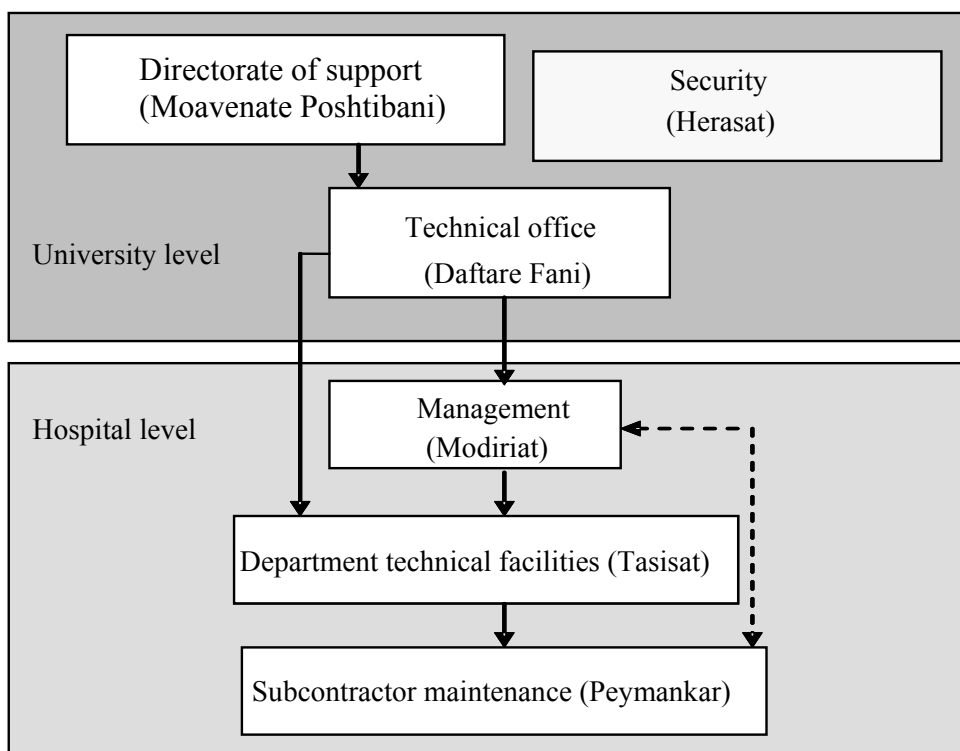 Directorate of support
(Moavenate Poshtibani)
Security
(Herasat)
Technical office
(Daftare Fani)
University level
Management
(Modiriat)
Hospital level
Department technical facilities (Tasisat)
Subcontractor maintenance (Peymankar)